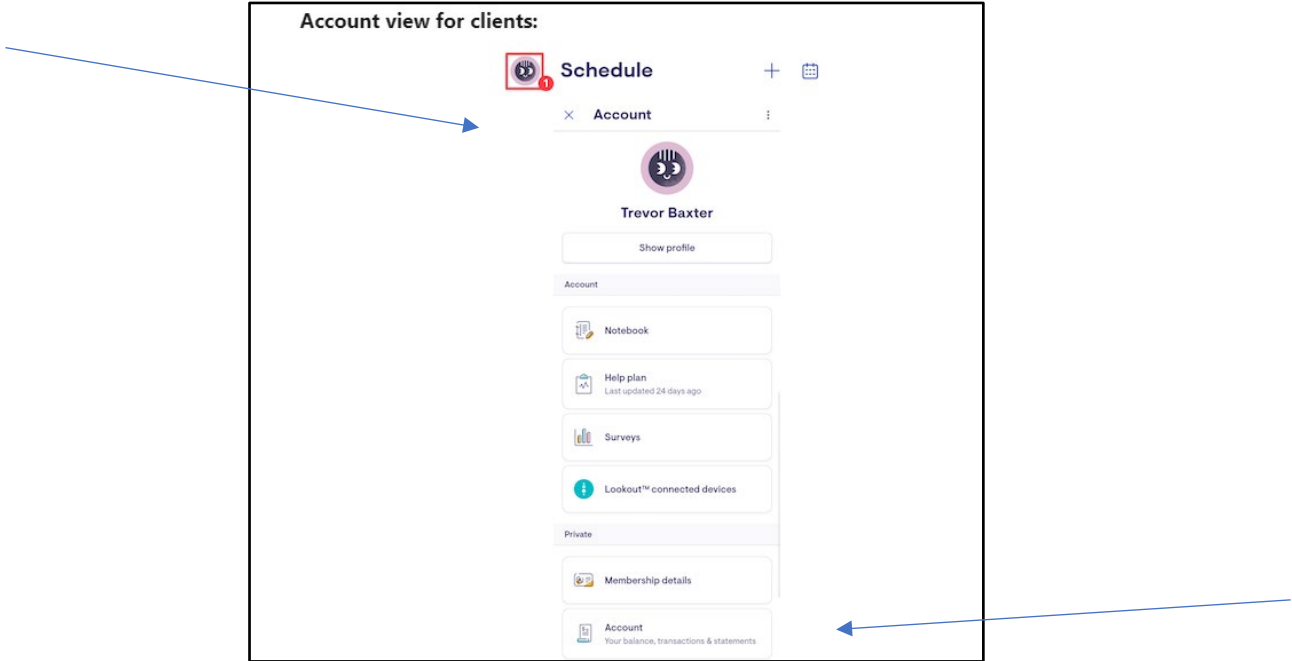 Account view for clients:
1
Schedule
Account
Trevor Baxter
Show profile
Account
Notebook
Help plan
Last updated 24 days ago
Surveys
Lookout™ connected devices
Private
Membership details
Account
Your balance, transactions & statements